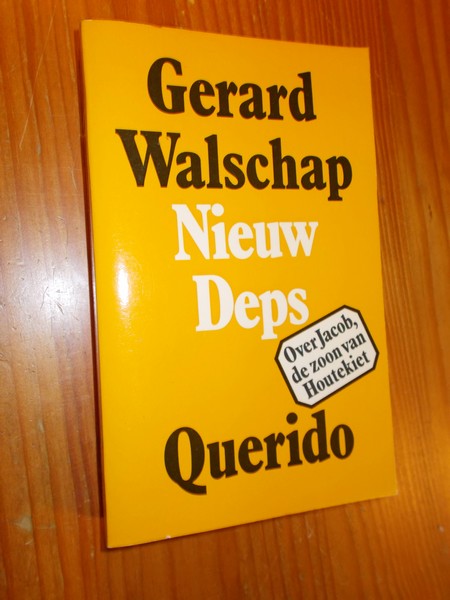 Gerard
Walschap
Nieuw
Deps
Over Jacob,
de zoon van
Houtekiet
Querido